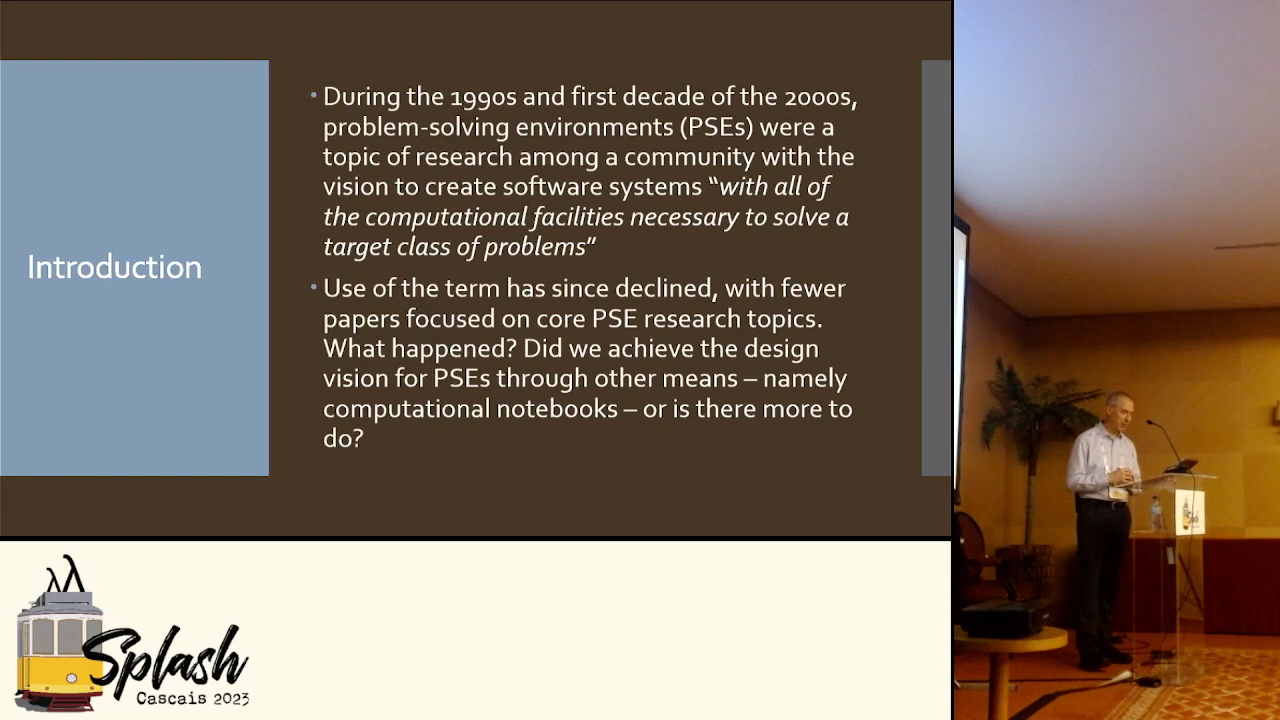 Introduction
• During the 1990s and first decade of the 2000s,
problem-solving environments (PSEs) were a
topic of research among a community with the
vision to create software systems “with all of
the computational facilities necessary to solve a
target class of problems”
• Use of the term has since declined, with fewer
papers focused on core PSE research topics.
What happened? Did we achieve the design
vision for PSEs through other means – namely
computational notebooks – or is there more to
do?
λλ
Splash
Cascais 2023